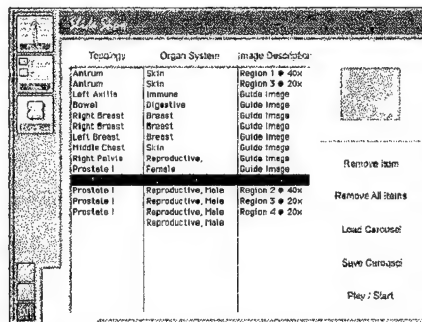 Topology Organ System Image Description
Antrum Skin Region 1 @ 40x
Antrum Skin Region 3 @ 20x
Left Axilla Immune Guide Image
Bowel Digestive Guide Image
Right Breast Breast Guide Image
Right Breast Breast Guide Image
Left Breast Breast Guide Image
Middle Chest Skin Guide Image
Right Pelvis Reproductive, Guide Image
Prostate I Female Guide Image
Prostate I Reproductive, Male Region 2 @ 40x
Prostate I Reproductive, Male Region 3 @ 20x
Prostate I Reproductive, Male Region 4 @ 20x
Reproductive, Male
Remove Item
Remove All Items
Load Carousel
Save Carousel
Play / Start